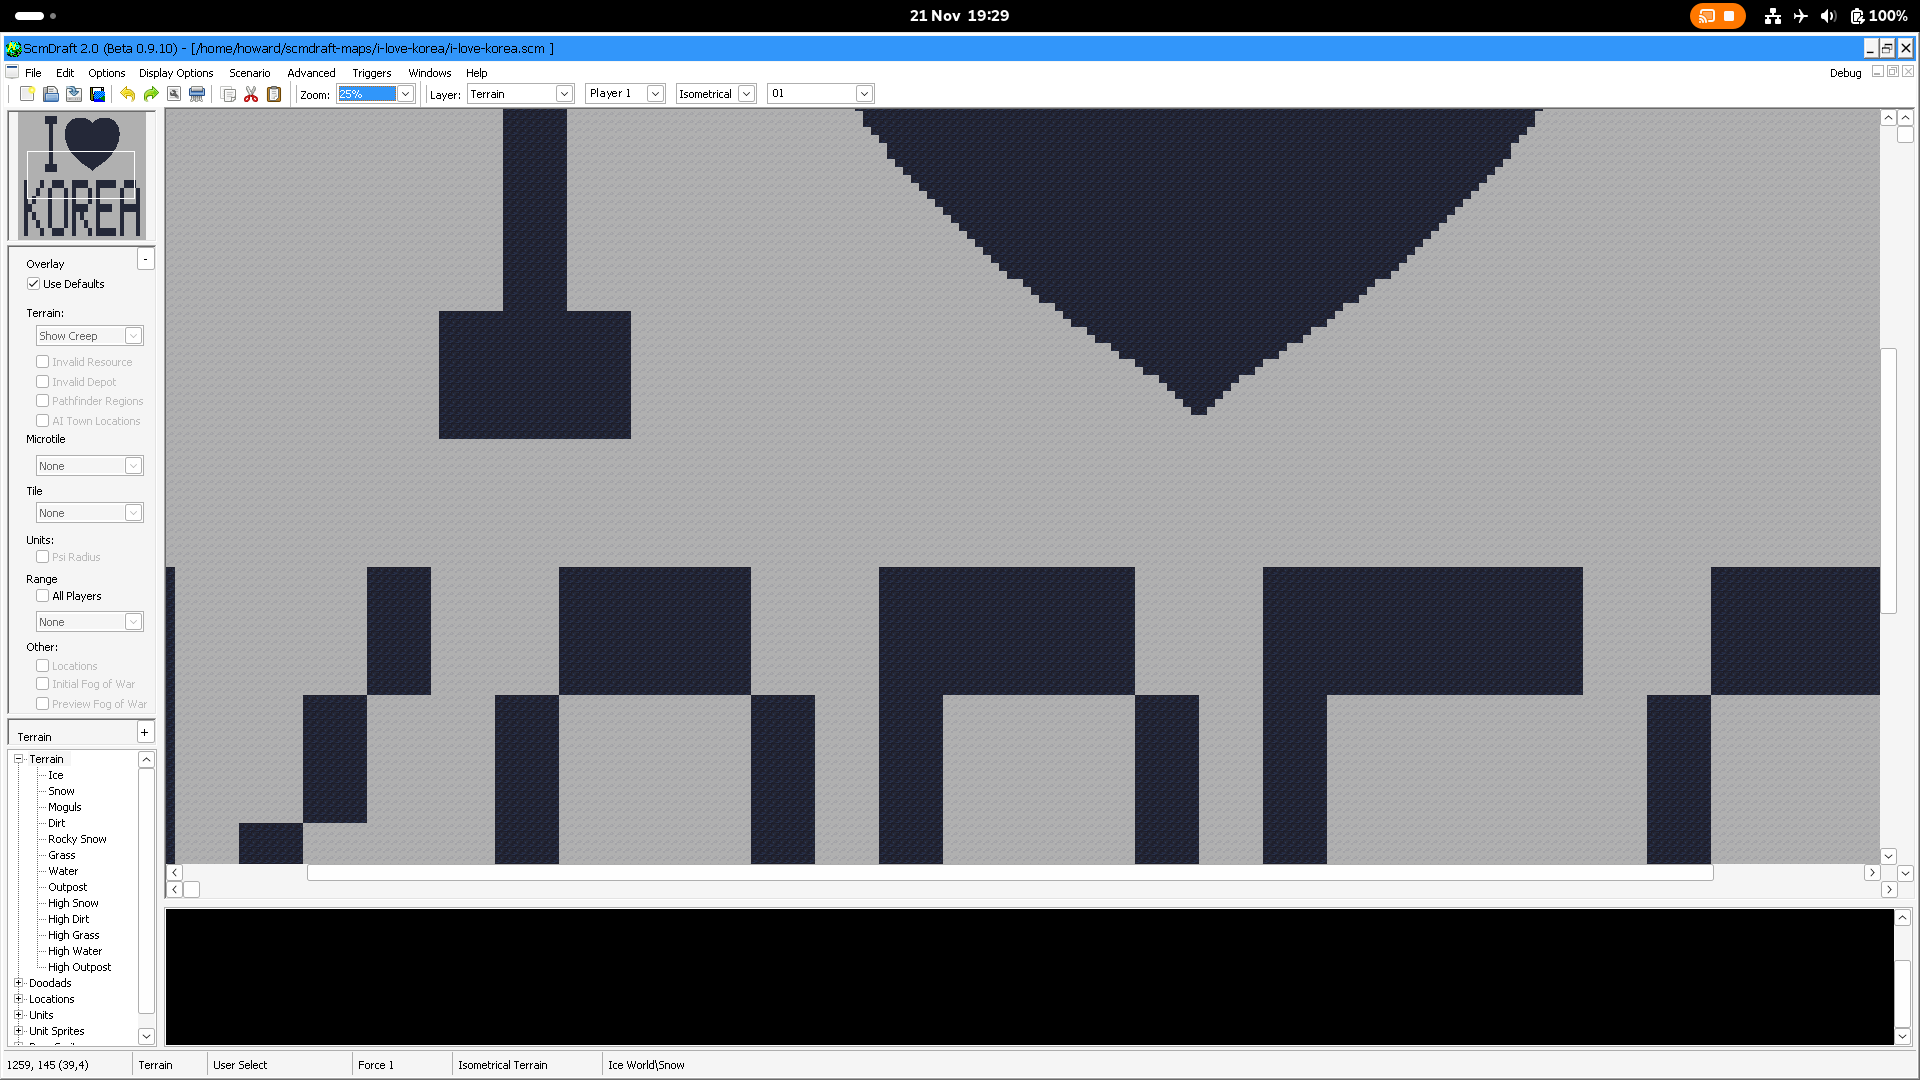 21 Nov 19:29
100%
ScmDraft 2.0 (Beta 0.9.10) - [/home/howard/scmdraft-maps/i-love-korea/i-love-korea.scm ]
File Edit Options Display Options Scenario Advanced Triggers Windows Help Debug
Zoom: 25% Layer: Terrain Player 1 Isometrical 01
I
KOREA
Overlay
-
Use Defaults
Terrain:
Show Creep
Invalid Resource
Invalid Depot
Pathfinder Regions
AI Town Locations
Microtile
None
Tile
None
Units:
Psi Radius
Range
All Players
None
Other:
Locations
Initial Fog of War
Preview Fog of War
Terrain
+
Terrain
Ice
Snow
Moguls
Dirt
Rocky Snow
Grass
Water
Outpost
High Snow
High Dirt
High Grass
High Water
High Outpost
Doodads
Locations
Units
Unit Sprites
1259, 145 (39,4) Terrain User Select Force 1 Isometrical Terrain Ice World\Snow